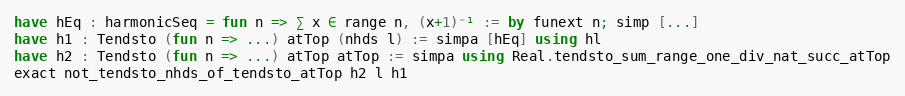 have hEq : harmonicSeq = fun n => ∑ x ∈ range n, (x+1)⁻¹ := by funext n; simp [...]
have h1 : Tendsto (fun n => ...) atTop (nhds l) := simpa [hEq] using hl
have h2 : Tendsto (fun n => ...) atTop atTop := simpa using Real.tendsto_sum_range_one_div_nat_succ_atTop
exact not_tendsto_nhds_of_tendsto_atTop h2 l h1